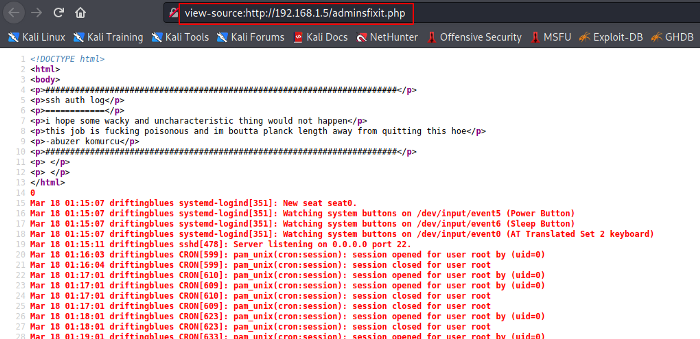 view-source:http://192.168.1.5/adminsfixit.php
Kali Linux Kali Training Kali Tools Kali Forums Kali Docs NetHunter Offensive Security MSFU Exploit-DB GHDB
1 <!DOCTYPE html>
2 <html>
3 <body>
4 <p>######################################################################</p>
5 <p>ssh auth log</p>
6 <p>============</p>
7 <p>i hope some wacky and uncharacteristic thing would not happen</p>
8 <p>this job is fucking poisonous and im boutta planck length away from quitting this hoe</p>
9 <p>-abuzer komurcu</p>
10 <p>######################################################################</p>
11 <p> </p>
12 <p> </p>
13 </html>
14 0
15 Mar 18 01:15:07 driftingblues systemd-logind[351]: New seat seat0.
16 Mar 18 01:15:07 driftingblues systemd-logind[351]: Watching system buttons on /dev/input/event5 (Power Button)
17 Mar 18 01:15:07 driftingblues systemd-logind[351]: Watching system buttons on /dev/input/event6 (Sleep Button)
18 Mar 18 01:15:07 driftingblues systemd-logind[351]: Watching system buttons on /dev/input/event0 (AT Translated Set 2 keyboard)
19 Mar 18 01:15:11 driftingblues sshd[478]: Server listening on 0.0.0.0 port 22.
20 Mar 18 01:16:03 driftingblues CRON[599]: pam_unix(cron:session): session opened for user root by (uid=0)
21 Mar 18 01:16:04 driftingblues CRON[599]: pam_unix(cron:session): session closed for user root
22 Mar 18 01:17:01 driftingblues CRON[610]: pam_unix(cron:session): session opened for user root by (uid=0)
23 Mar 18 01:17:01 driftingblues CRON[609]: pam_unix(cron:session): session opened for user root by (uid=0)
24 Mar 18 01:17:01 driftingblues CRON[610]: pam_unix(cron:session): session closed for user root
25 Mar 18 01:17:01 driftingblues CRON[609]: pam_unix(cron:session): session closed for user root
26 Mar 18 01:18:01 driftingblues CRON[623]: pam_unix(cron:session): session opened for user root by (uid=0)
27 Mar 18 01:18:01 driftingblues CRON[623]: pam_unix(cron:session): session closed for user root
28 Mar 18 01:19:01 driftingblues CRON[633]: pam_unix(cron:session): session opened for user root by (uid=0)